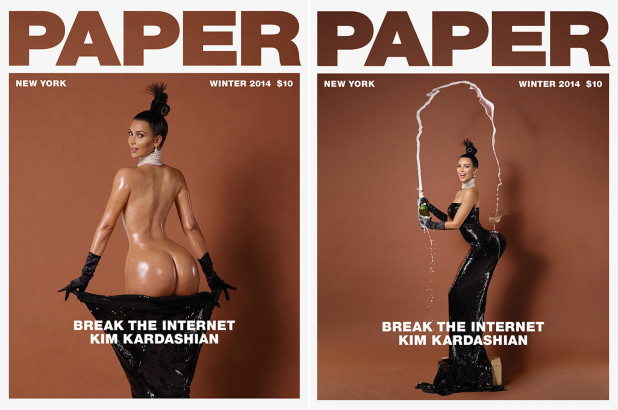 PAPER
NEW YORK WINTER 2014 $10
BREAK THE INTERNET
KIM KARDASHIAN
PAPER
NEW YORK WINTER 2014 $10
BREAK THE INTERNET
KIM KARDASHIAN